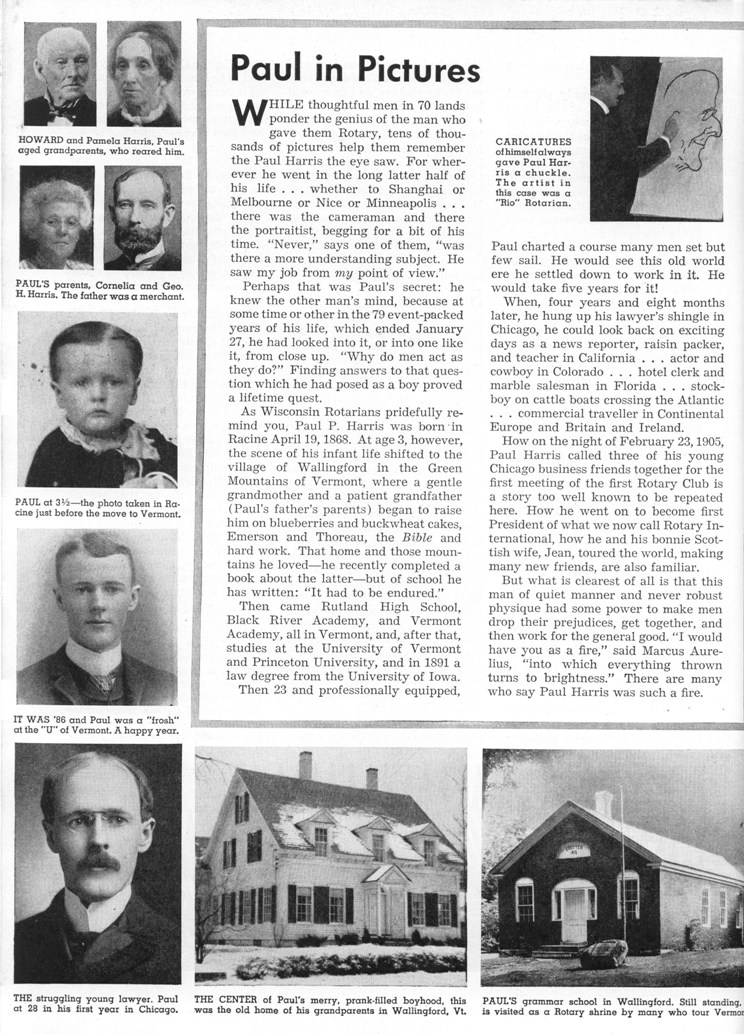 HOWARD and Pamela Harris, Paul's
aged grandparents, who reared him.
PAUL'S parents, Cornelia and Geo.
H. Harris. The father was a merchant.
PAUL at 3½—the photo taken in Ra-
cine just before the move to Vermont.
IT WAS '86 and Paul was a "frosh"
at the "U" of Vermont. A happy year.
THE struggling young lawyer. Paul
at 28 in his first year in Chicago.
Paul in Pictures
WHILE thoughtful men in 70 lands
ponder the genius of the man who
gave them Rotary, tens of thou-
sands of pictures help them remember
the Paul Harris the eye saw. For wher-
ever he went in the long latter half of
his life . . . whether to Shanghai or
Melbourne or Nice or Minneapolis . . .
there was the cameraman and there
the portraitist, begging for a bit of his
time. "Never," says one of them, "was
there a more understanding subject. He
saw my job from my point of view."
Perhaps that was Paul's secret: he
knew the other man's mind, because at
some time or other in the 79 event-packed
years of his life, which ended January
27, he had looked into it, or into one like
it, from close up. "Why do men act as
they do?" Finding answers to that ques-
tion which he had posed as a boy proved
a lifetime quest.
As Wisconsin Rotarians pridefully re-
mind you, Paul P. Harris was born in
Racine April 19, 1868. At age 3, however,
the scene of his infant life shifted to the
village of Wallingford in the Green
Mountains of Vermont, where a gentle
grandmother and a patient grandfather
(Paul's father's parents) began to raise
him on blueberries and buckwheat cakes,
Emerson and Thoreau, the Bible and
hard work. That home and those moun-
tains he loved—he recently completed a
book about the latter—but of school he
has written: "It had to be endured."
Then came Rutland High School,
Black River Academy, and Vermont
Academy, all in Vermont, and, after that,
studies at the University of Vermont
and Princeton University, and in 1891 a
law degree from the University of Iowa.
Then 23 and professionally equipped,
CARICATURES
of himself always
gave Paul Har-
ris a chuckle.
The artist in
this case was a
"Rio" Rotarian.
Paul charted a course many men set but
few sail. He would see this old world
ere he settled down to work in it. He
would take five years for it!
When, four years and eight months
later, he hung up his lawyer's shingle in
Chicago, he could look back on exciting
days as a news reporter, raisin packer,
and teacher in California . . . actor and
cowboy in Colorado . . . hotel clerk and
marble salesman in Florida . . . stock-
boy on cattle boats crossing the Atlantic
. . . commercial traveller in Continental
Europe and Britain and Ireland.
How on the night of February 23, 1905,
Paul Harris called three of his young
Chicago business friends together for the
first meeting of the first Rotary Club is
a story too well known to be repeated
here. How he went on to become first
President of what we now call Rotary In-
ternational, how he and his bonnie Scot-
tish wife, Jean, toured the world, making
many new friends, are also familiar.
But what is clearest of all is that this
man of quiet manner and never robust
physique had some power to make men
drop their prejudices, get together, and
then work for the general good. "I would
have you as a fire," said Marcus Aure-
lius, "into which everything thrown
turns to brightness." There are many
who say Paul Harris was such a fire.
THE CENTER of Paul's merry, prank-filled boyhood, this
was the old home of his grandparents in Wallingford, Vt.
PAUL'S grammar school in Wallingford. Still standing,
is visited as a Rotary shrine by many who tour Vermo